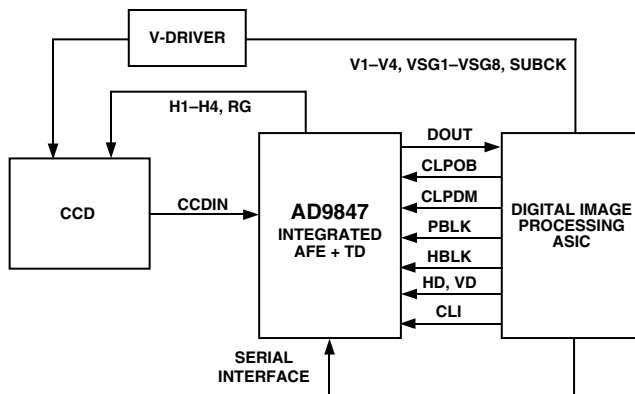 V-DRIVER
V1–V4, VSG1–VSG8, SUBCK
H1–H4, RG
DOUT
CLPOB
CCD
CCDIN
AD9847
INTEGRATED
AFE + TD
CLPDM
PBLK
HBLK
HD, VD
CLI
DIGITAL IMAGE
PROCESSING
ASIC
SERIAL
INTERFACE